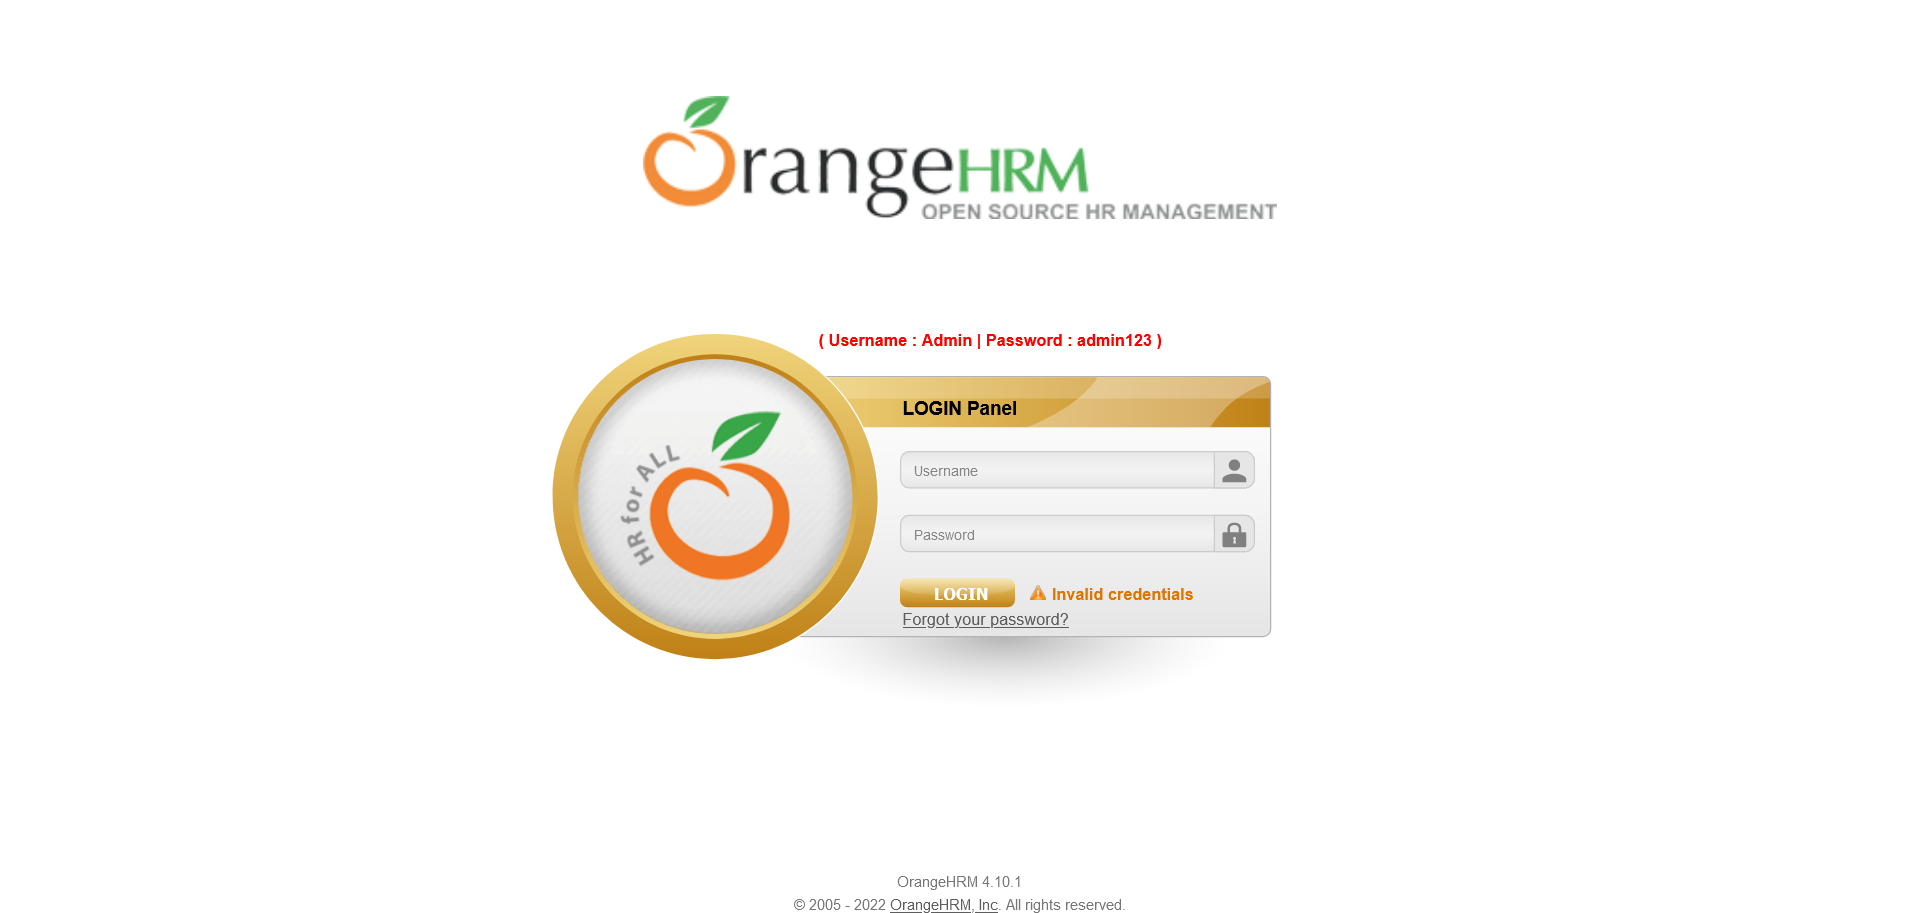 OrangeHRM
OPEN SOURCE HR MANAGEMENT
( Username : Admin | Password : admin123 )
HR for ALL
LOGIN Panel
Username
Password
LOGIN
Invalid credentials
Forgot your password?
OrangeHRM 4.10.1
© 2005 - 2022 OrangeHRM, Inc. All rights reserved.